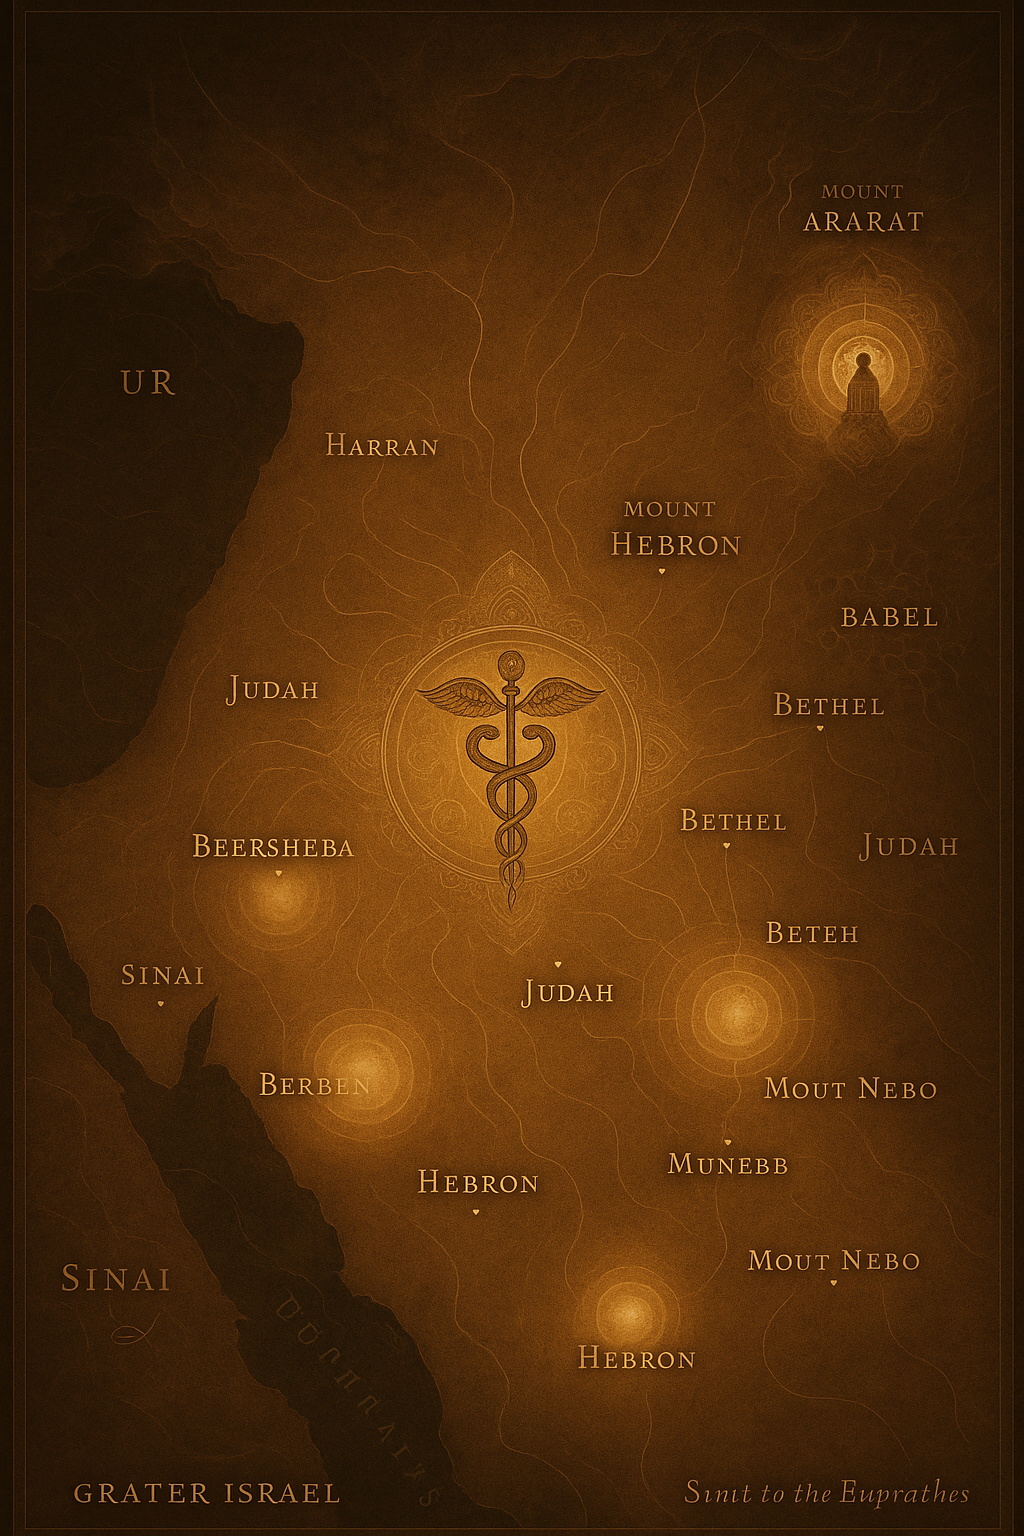 MOUNT
ARARAT
UR
HARRAN
MOUNT
HEBRON
BABEL
JUDAH
BETHEL
BETHEL
BEERSHEBA
JUDAH
BETEH
SINAI
JUDAH
BERBEN
MOUT NEBO
MUNEBB
HEBRON
MOUT NEBO
SINAI
HEBRON
GRATER ISRAEL
Sinit to the Euprathes